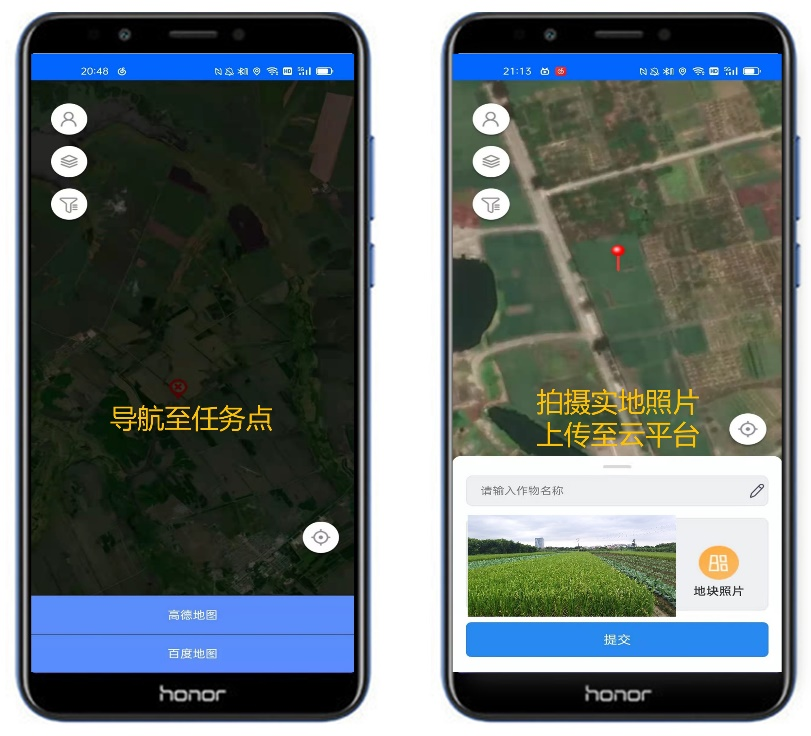 20:48
导航至任务点
高德地图
百度地图
honor
21:13
拍摄实地照片
上传至云平台
请输入作物名称
地块照片
提交
honor